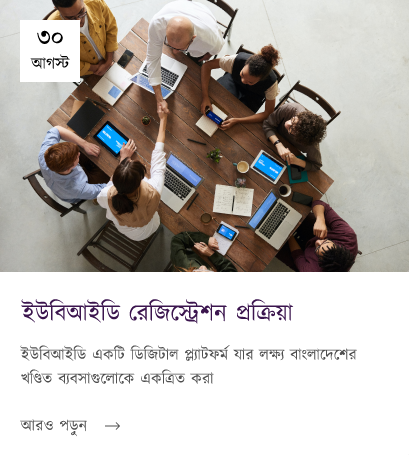 ৩০
আগস্ট
ইউবিআইডি রেজিস্ট্রেশন প্রক্রিয়া
ইউবিআইডি একটি ডিজিটাল প্ল্যাটফর্ম যার লক্ষ্য বাংলাদেশের
খণ্ডিত ব্যবসাগুলোকে একত্রিত করা
আরও পড়ুন →